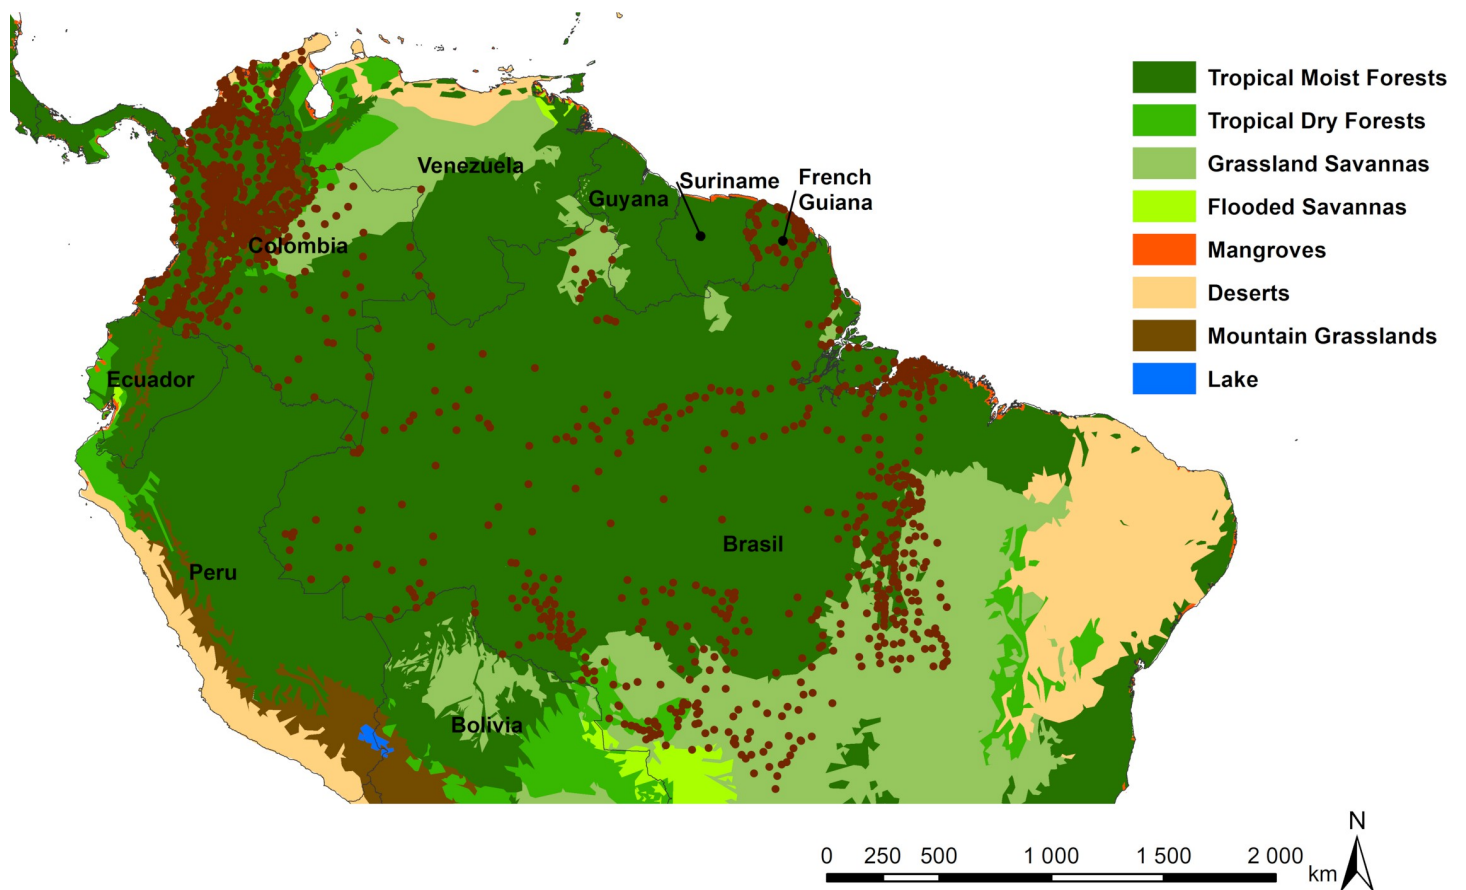 Tropical Moist Forests
Tropical Dry Forests
Grassland Savannas
Flooded Savannas
Mangroves
Deserts
Mountain Grasslands
Lake
Venezuela
Suriname
French
Guiana
Guyana
Colombia
Ecuador
Peru
Brasil
Bolivia
N
0 250 500 1 000 1 500 2 000
km